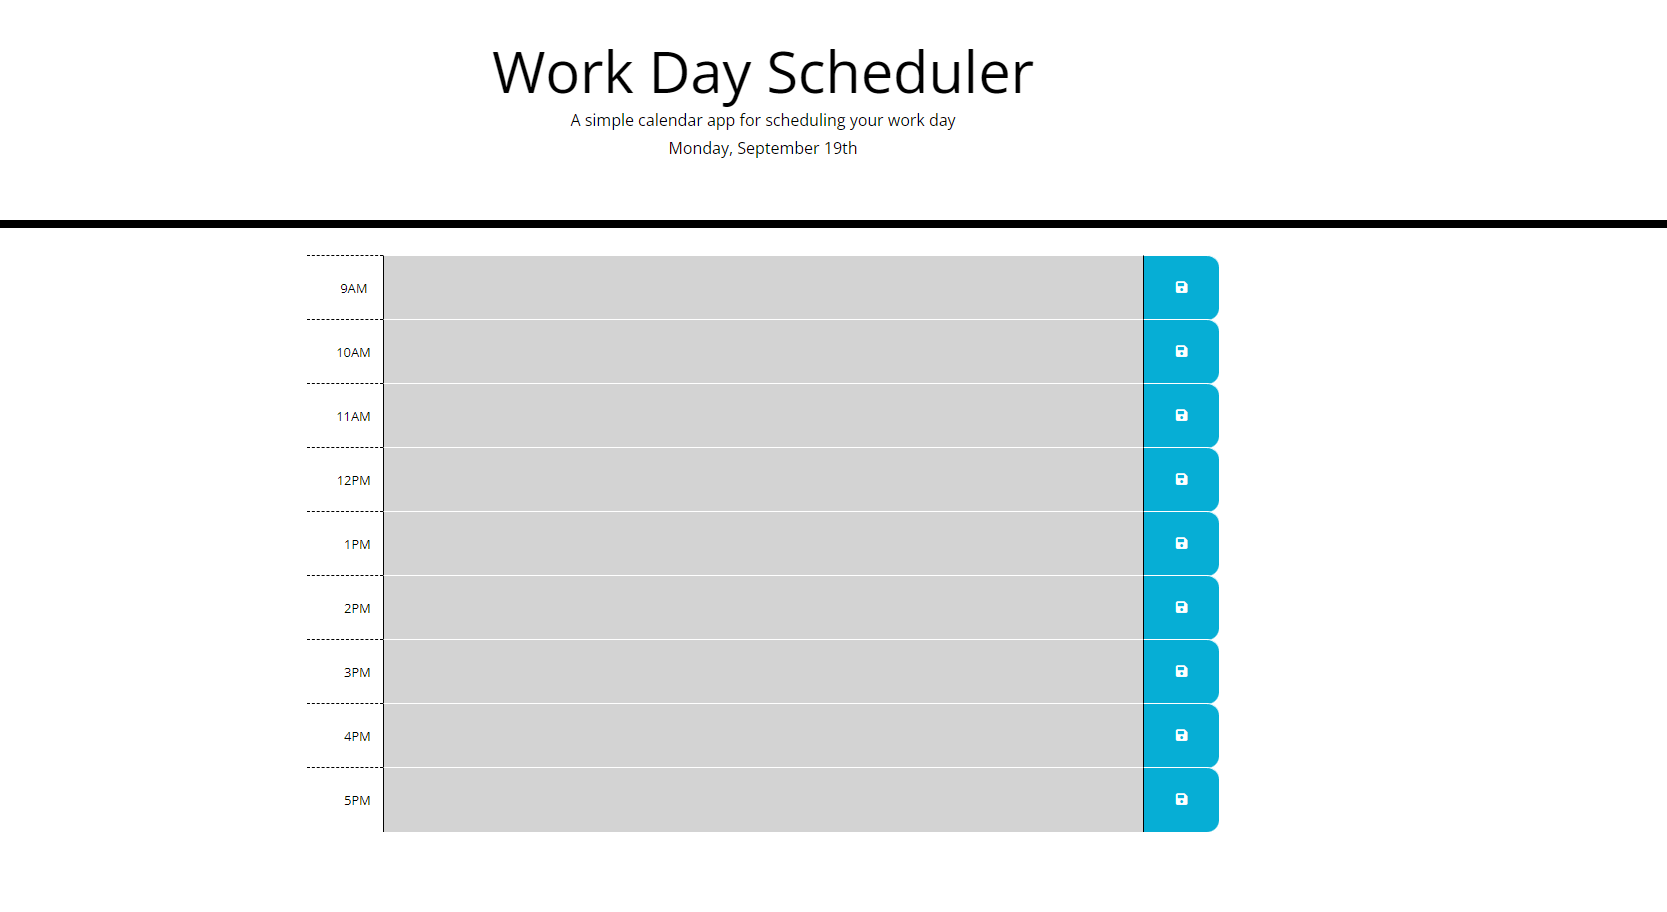 Work Day Scheduler
A simple calendar app for scheduling your work day
Monday, September 19th
9AM
10AM
11AM
12PM
1PM
2PM
3PM
4PM
5PM